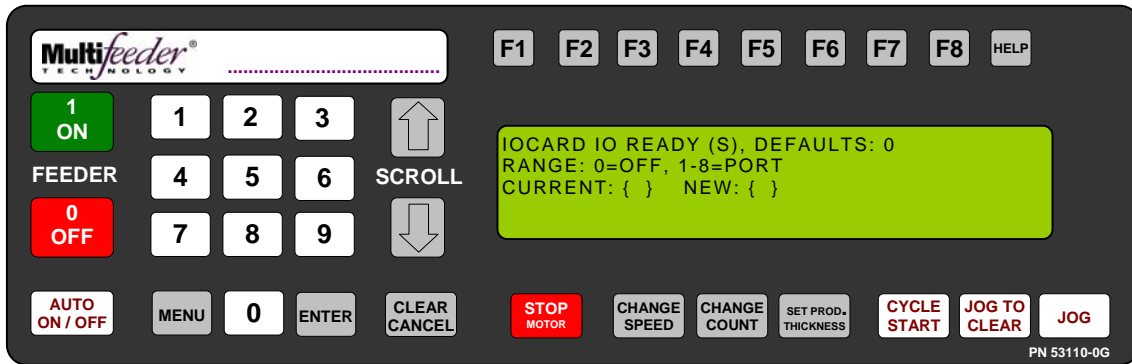 Multifeeder®
TECHNOLOGY
F1 F2 F3 F4 F5 F6 F7 F8 HELP
1
ON
FEEDER
0
OFF
1 2 3
4 5 6
7 8 9
SCROLL
IOCARD IO READY (S), DEFAULTS: 0
RANGE: 0=OFF, 1-8=PORT
CURRENT: { } NEW: { }
AUTO
ON / OFF
MENU
0
ENTER
CLEAR
CANCEL
STOP
MOTOR
CHANGE
SPEED
CHANGE
COUNT
SET PROD.
THICKNESS
CYCLE
START
JOG TO
CLEAR
JOG
PN 53110-0G